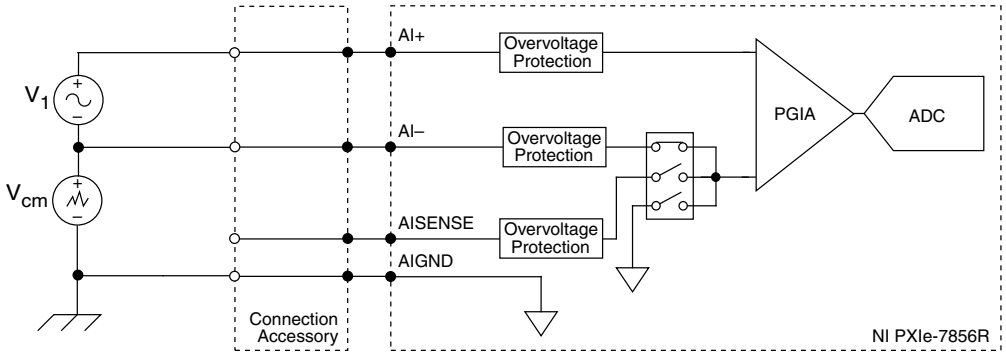 AI+
Overvoltage
Protection
V1
+
−
PGIA
ADC
AI−
Overvoltage
Protection
Vcm
+
−
AISENSE
Overvoltage
Protection
AIGND
Connection
Accessory
NI PXIe-7856R